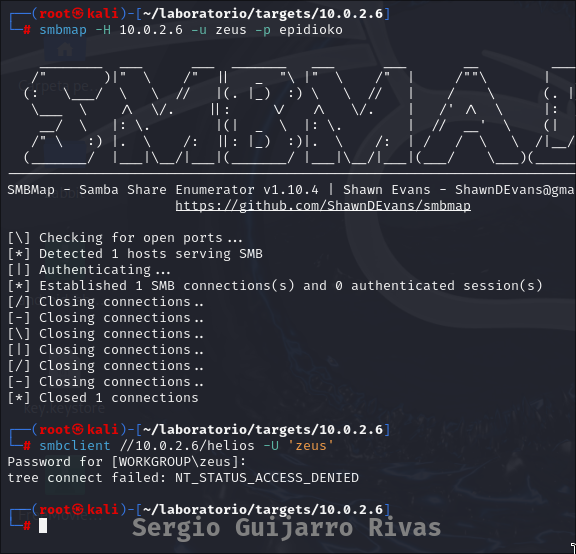 ┌──(root㉿kali)-[~/laboratorio/targets/10.0.2.6]
└─# smbmap -H 10.0.2.6 -u zeus -p epidioko
SMBMap - Samba Share Enumerator v1.10.4 | Shawn Evans - ShawnDEvans@gma
https://github.com/ShawnDEvans/smbmap
[\] Checking for open ports...
[*] Detected 1 hosts serving SMB
[|] Authenticating...
[*] Established 1 SMB connections(s) and 0 authenticated session(s)
[/] Closing connections..
[-] Closing connections..
[\] Closing connections..
[|] Closing connections..
[/] Closing connections..
[-] Closing connections..
[*] Closed 1 connections
key.keystore
┌──(root㉿kali)-[~/laboratorio/targets/10.0.2.6]
└─# smbclient //10.0.2.6/helios -U 'zeus'
Password for [WORKGROUP\zeus]:
tree connect failed: NT_STATUS_ACCESS_DENIED
┌──(root㉿kali)-[~/laboratorio/targets/10.0.2.6]
└─#
Sergio Guijarro Rivas